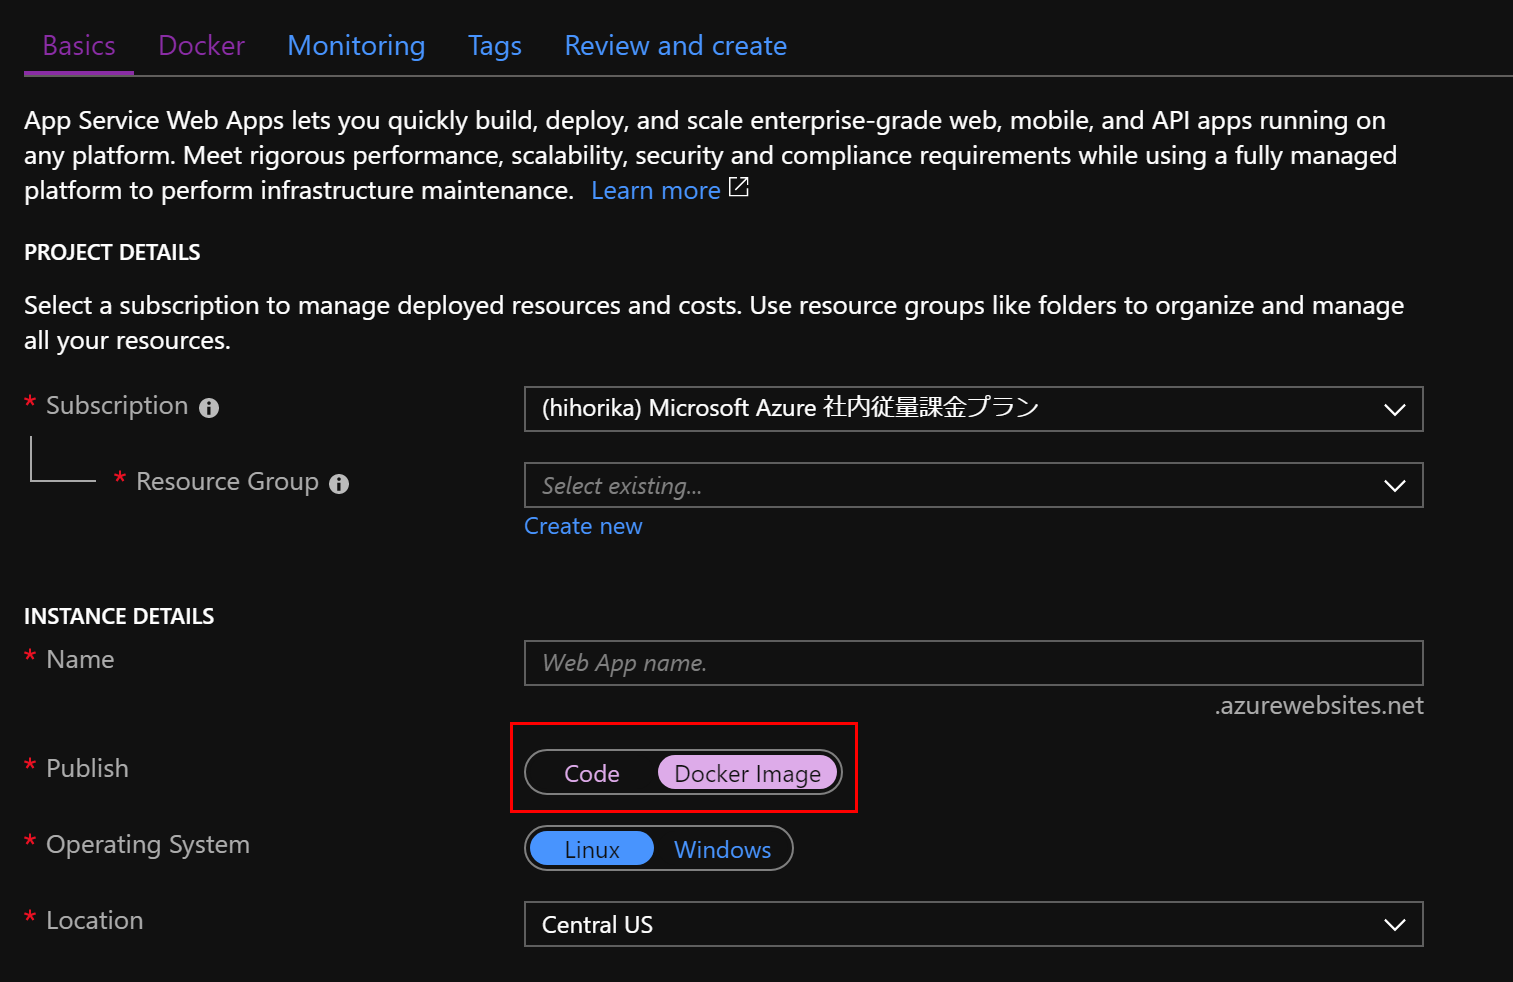 Basics Docker Monitoring Tags Review and create
App Service Web Apps lets you quickly build, deploy, and scale enterprise-grade web, mobile, and API apps running on
any platform. Meet rigorous performance, scalability, security and compliance requirements while using a fully managed
platform to perform infrastructure maintenance. Learn more
PROJECT DETAILS
Select a subscription to manage deployed resources and costs. Use resource groups like folders to organize and manage
all your resources.
* Subscription (hihorika) Microsoft Azure 社内従量課金プラン
* Resource Group Select existing...
Create new
INSTANCE DETAILS
* Name Web App name.
.azurewebsites.net
* Publish Code Docker Image
* Operating System Linux Windows
* Location Central US